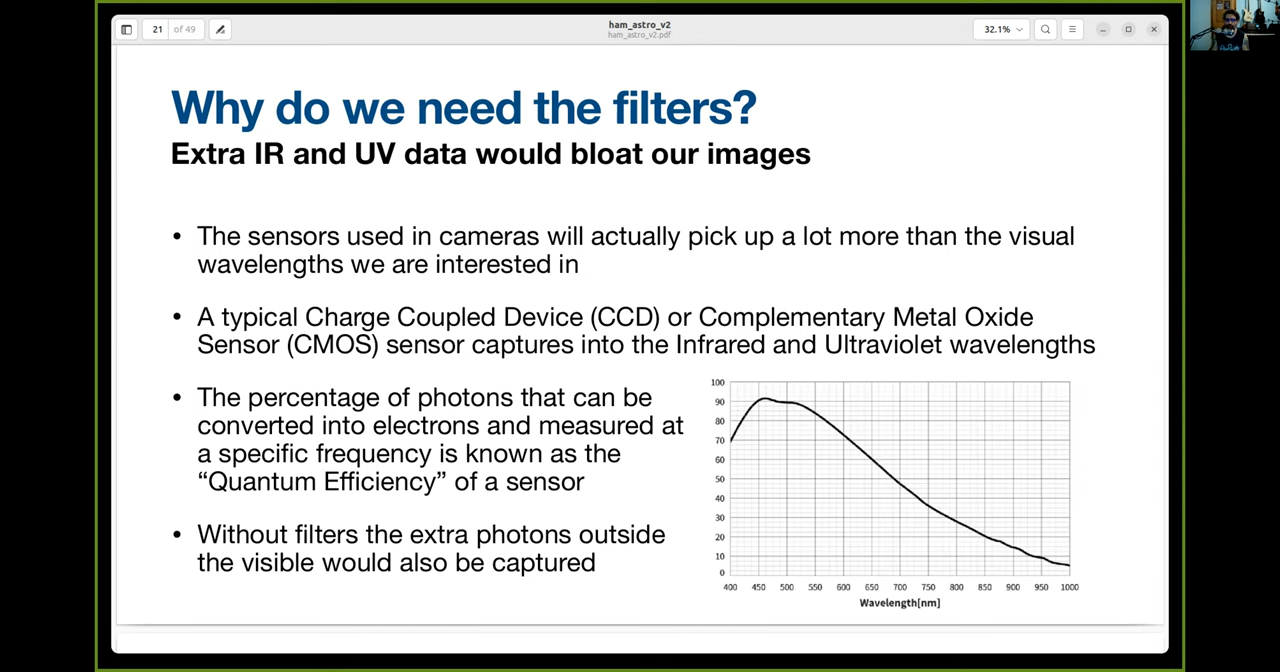 21 of 49
ham_astro_v2
ham_astro_v2.pdf
32.1%
Why do we need the filters?
Extra IR and UV data would bloat our images
• The sensors used in cameras will actually pick up a lot more than the visual
wavelengths we are interested in
• A typical Charge Coupled Device (CCD) or Complementary Metal Oxide
Sensor (CMOS) sensor captures into the Infrared and Ultraviolet wavelengths
• The percentage of photons that can be
converted into electrons and measured at
a specific frequency is known as the
“Quantum Efficiency” of a sensor
• Without filters the extra photons outside
the visible would also be captured
100
90
80
70
60
50
40
30
20
10
0
400 450 500 550 600 650 700 750 800 850 900 950 1000
Wavelength[nm]